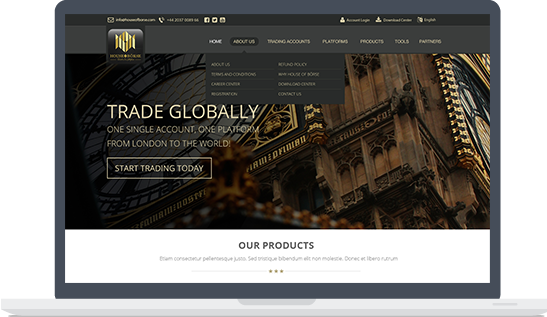 info@houseofborse.com +44 2037 0089 66 Account Login Download Center English
HOUSE OF BÖRSE
HOME ABOUT US TRADING ACCOUNTS PLATFORMS PRODUCTS TOOLS PARTNERS
ABOUT US REFUND POLICY
TERMS AND CONDITIONS WHY HOUSE OF BÖRSE
CAREER CENTER DOWNLOAD CENTER
REGISTRATION CONTACT US
TRADE GLOBALLY
ONE SINGLE ACCOUNT, ONE PLATFORM
FROM LONDON TO THE WORLD!
START TRADING TODAY
OUR PRODUCTS
Etiam consectetur pellentesque justo. Sed tristique bibendum elis non molestie. Donec et libero rutrum